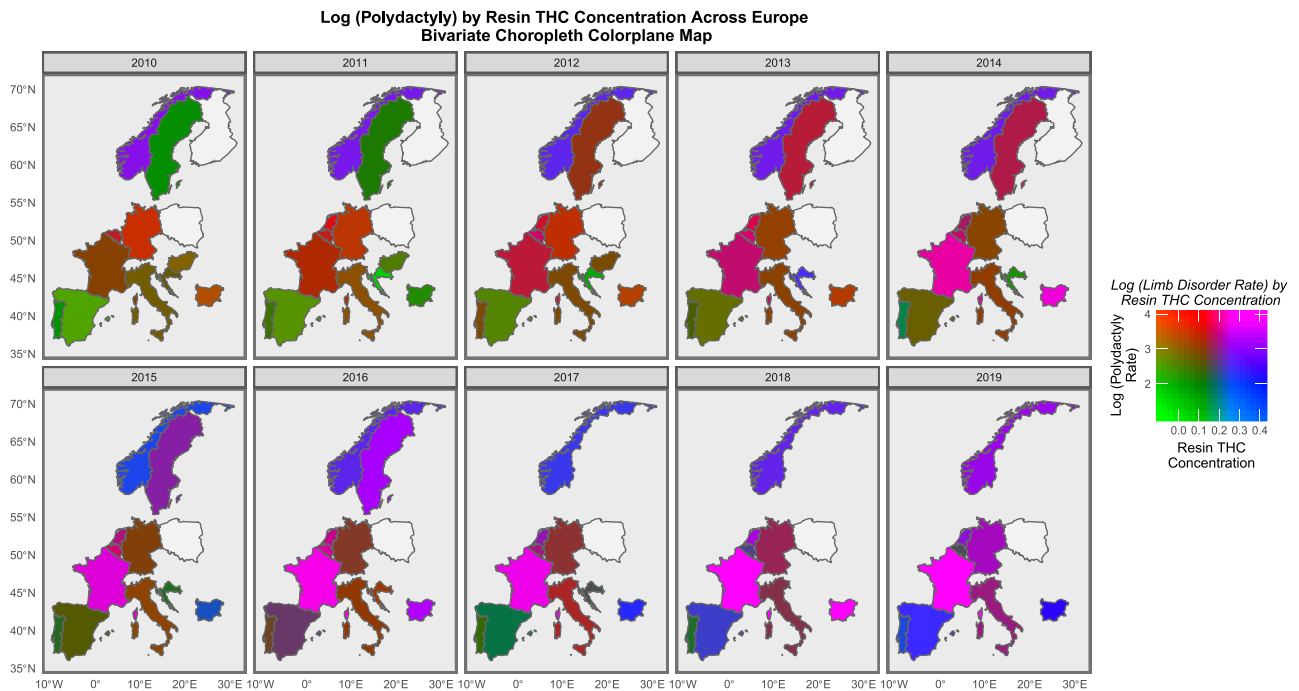 Log (Polydactyly) by Resin THC Concentration Across Europe
Bivariate Choropleth Colorplane Map
2010 2011 2012 2013 2014
70°N
65°N
60°N
55°N
50°N
45°N
40°N
35°N
2015 2016 2017 2018 2019
70°N
65°N
60°N
55°N
50°N
45°N
40°N
35°N
10°W 0° 10°E 20°E 30°E 10°W 0° 10°E 20°E 30°E 10°W 0° 10°E 20°E 30°E 10°W 0° 10°E 20°E 30°E 10°W 0° 10°E 20°E 30°E
Log (Limb Disorder Rate) by
Resin THC Concentration
Log (Polydactyly
Rate)
4
3
2
0.0 0.1 0.2 0.3 0.4
Resin THC
Concentration